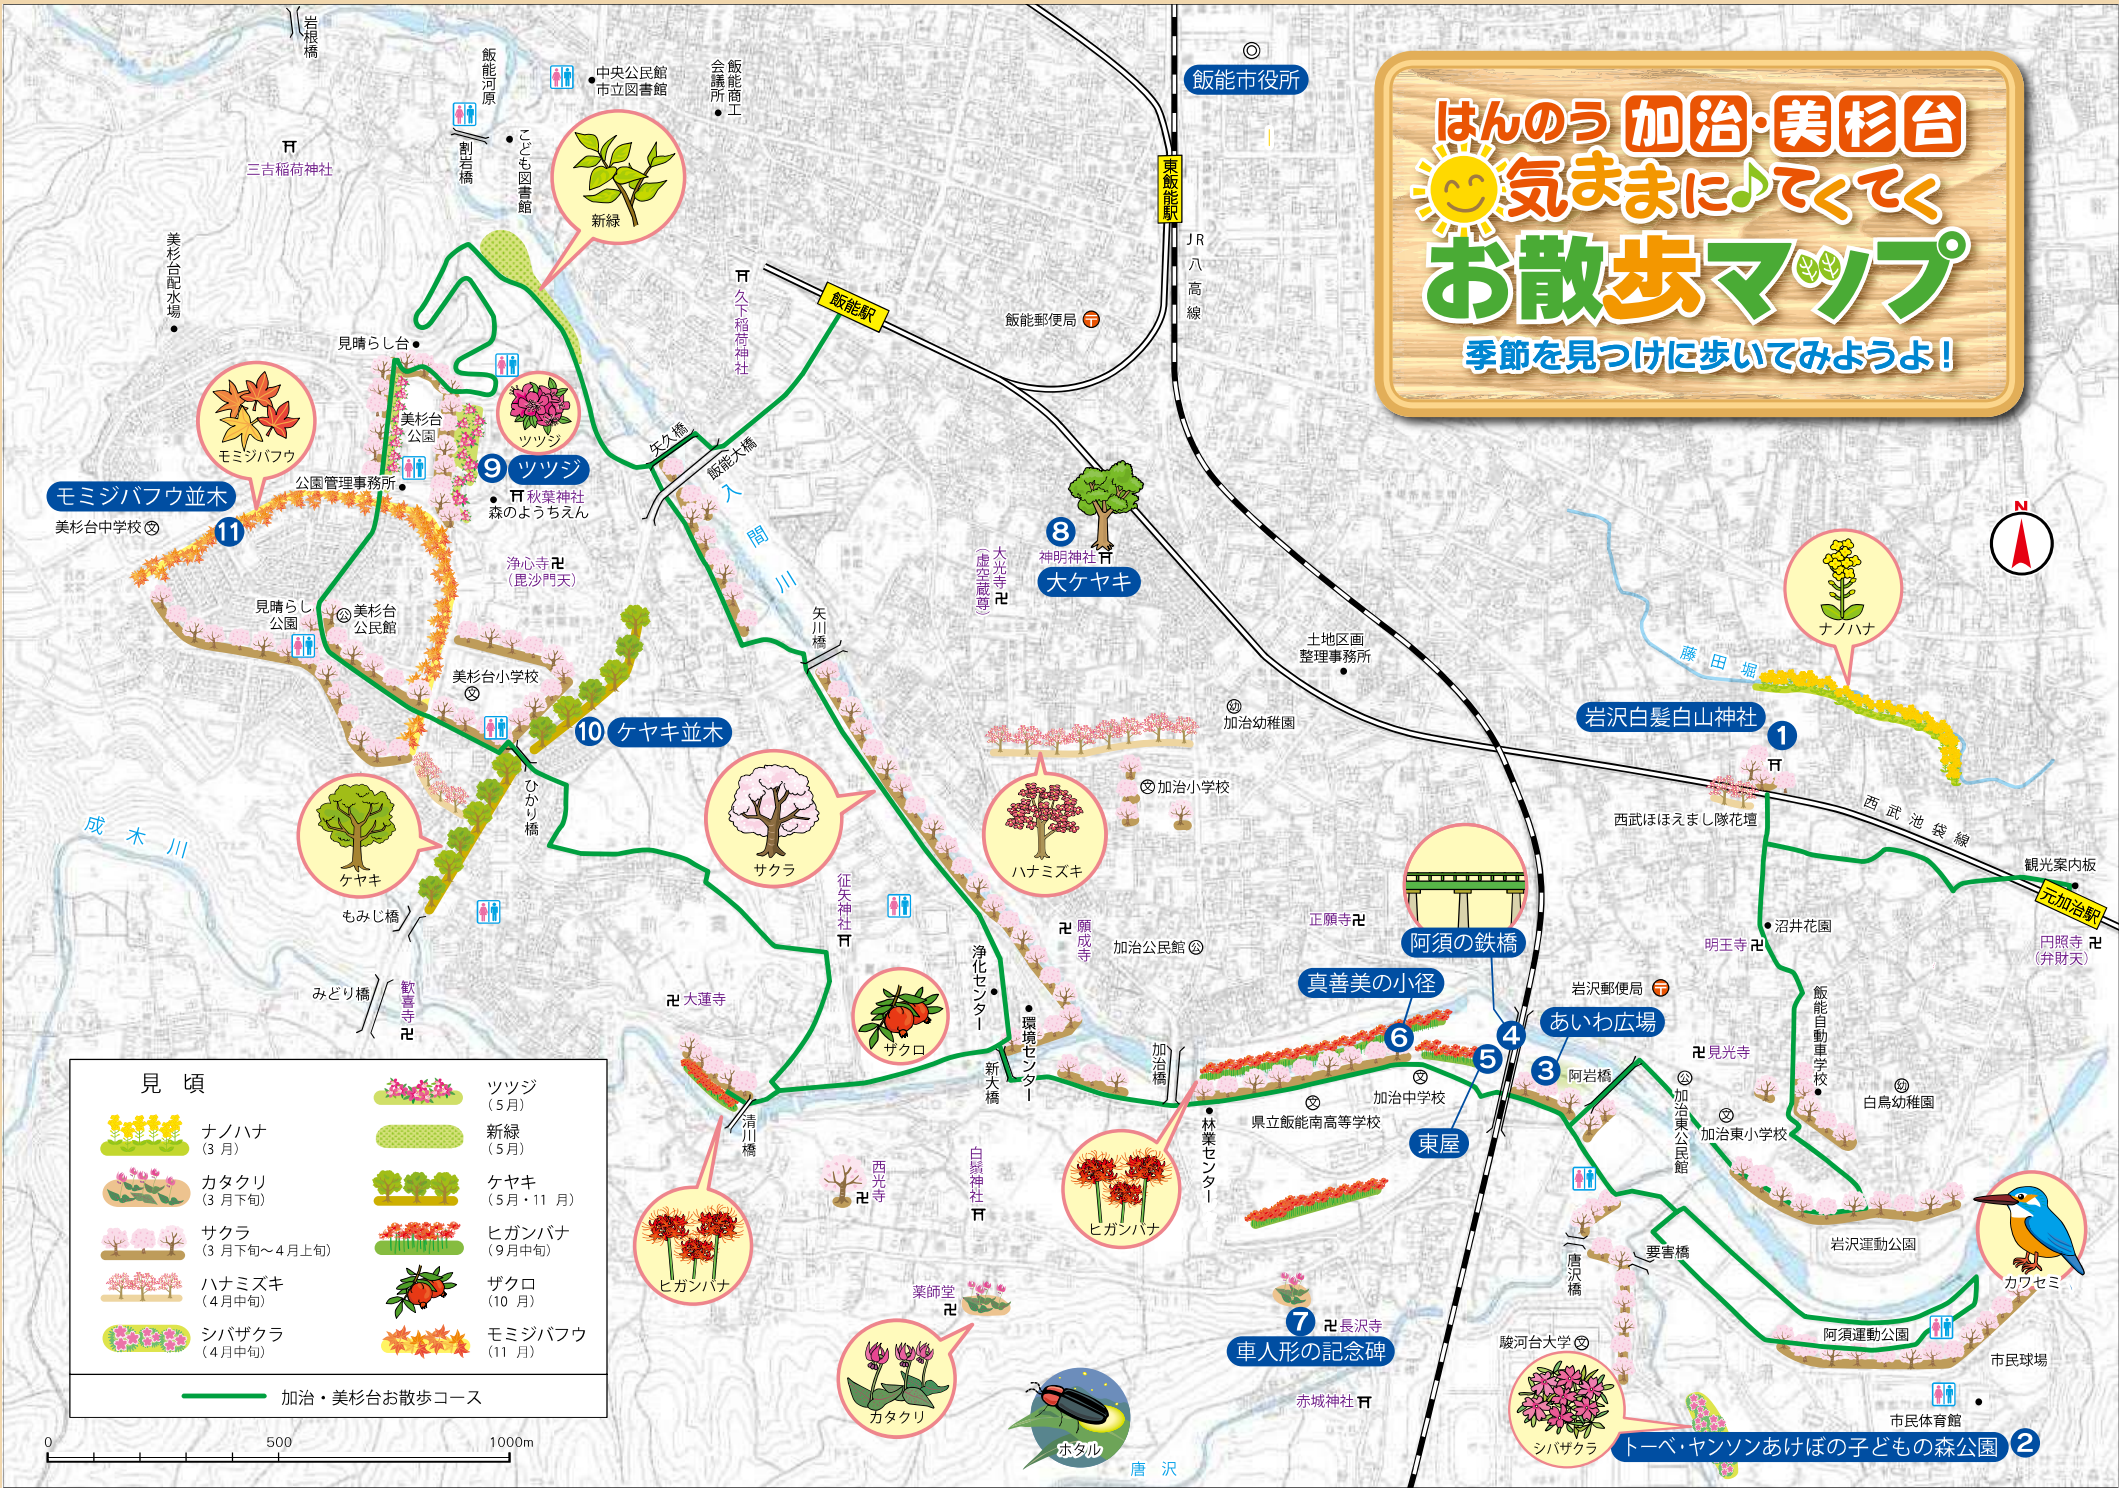 はんのう 加治・美杉台
気ままに♪てくてく
お散歩マップ
季節を見つけに歩いてみようよ！
岩根橋
飯能河原
中央公民館
市立図書館
飯能商工
会議所
飯能市役所
三吉稲荷神社
割岩橋
こども図書館
新緑
東飯能駅
JR八高線
美杉台配水場
久下稲荷神社
飯能駅
飯能郵便局
見晴らし台
モミジバフウ
美杉台
公園
ツツジ
9 ツツジ
矢久橋
飯能大橋
公園管理事務所
モミジバフウ並木
11
美杉台中学校 文
秋葉神社
森のようちえん
入間川
8
神明神社
大ケヤキ
大光寺
(虚空蔵尊)
浄心寺
(毘沙門天)
見晴らし
公園
公 美杉台
公民館
矢川橋
土地区画
整理事務所
N
ナノハナ
藤田堀
美杉台小学校
文
10 ケヤキ並木
幼
加治幼稚園
岩沢白髪白山神社
1
ひかり橋
サクラ
ハナミズキ
文 加治小学校
西武ほほえまし隊花壇
西武池袋線
成木川
ケヤキ
観光案内板
元加治駅
もみじ橋
征矢神社
願成寺
加治公民館 公
正願寺
阿須の鉄橋
明王寺
沼井花園
円照寺
(弁財天)
みどり橋
歓喜寺
大蓮寺
ザクロ
浄化センター
環境センター
真善美の小径
岩沢郵便局
あいわ広場
飯能自動車学校
新大橋
加治橋
6
5
4
3
阿岩橋
見光寺
公
加治東公民館
幼
白鳥幼稚園
文
加治東小学校
文
加治中学校
文
県立飯能南高等学校
東屋
林業センター
清川橋
西光寺
白鬚神社
ヒガンバナ
ヒガンバナ
岩沢運動公園
カワセミ
唐沢橋
要害橋
薬師堂
カタクリ
7
長沢寺
車人形の記念碑
赤城神社
ホタル
唐沢
駿河台大学 文
シバザクラ
阿須運動公園
市民球場
市民体育館
トーベ・ヤンソンあけぼの子どもの森公園 2
見頃
ナノハナ
(3 月)
カタクリ
(3 月下旬)
サクラ
(3 月下旬～4月上旬)
ハナミズキ
(4月中旬)
シバザクラ
(4月中旬)
ツツジ
(5月)
新緑
(5月)
ケヤキ
(5月・11 月)
ヒガンバナ
(9月中旬)
ザクロ
(10 月)
モミジバフウ
(11 月)
加治・美杉台お散歩コース
0 500 1000m